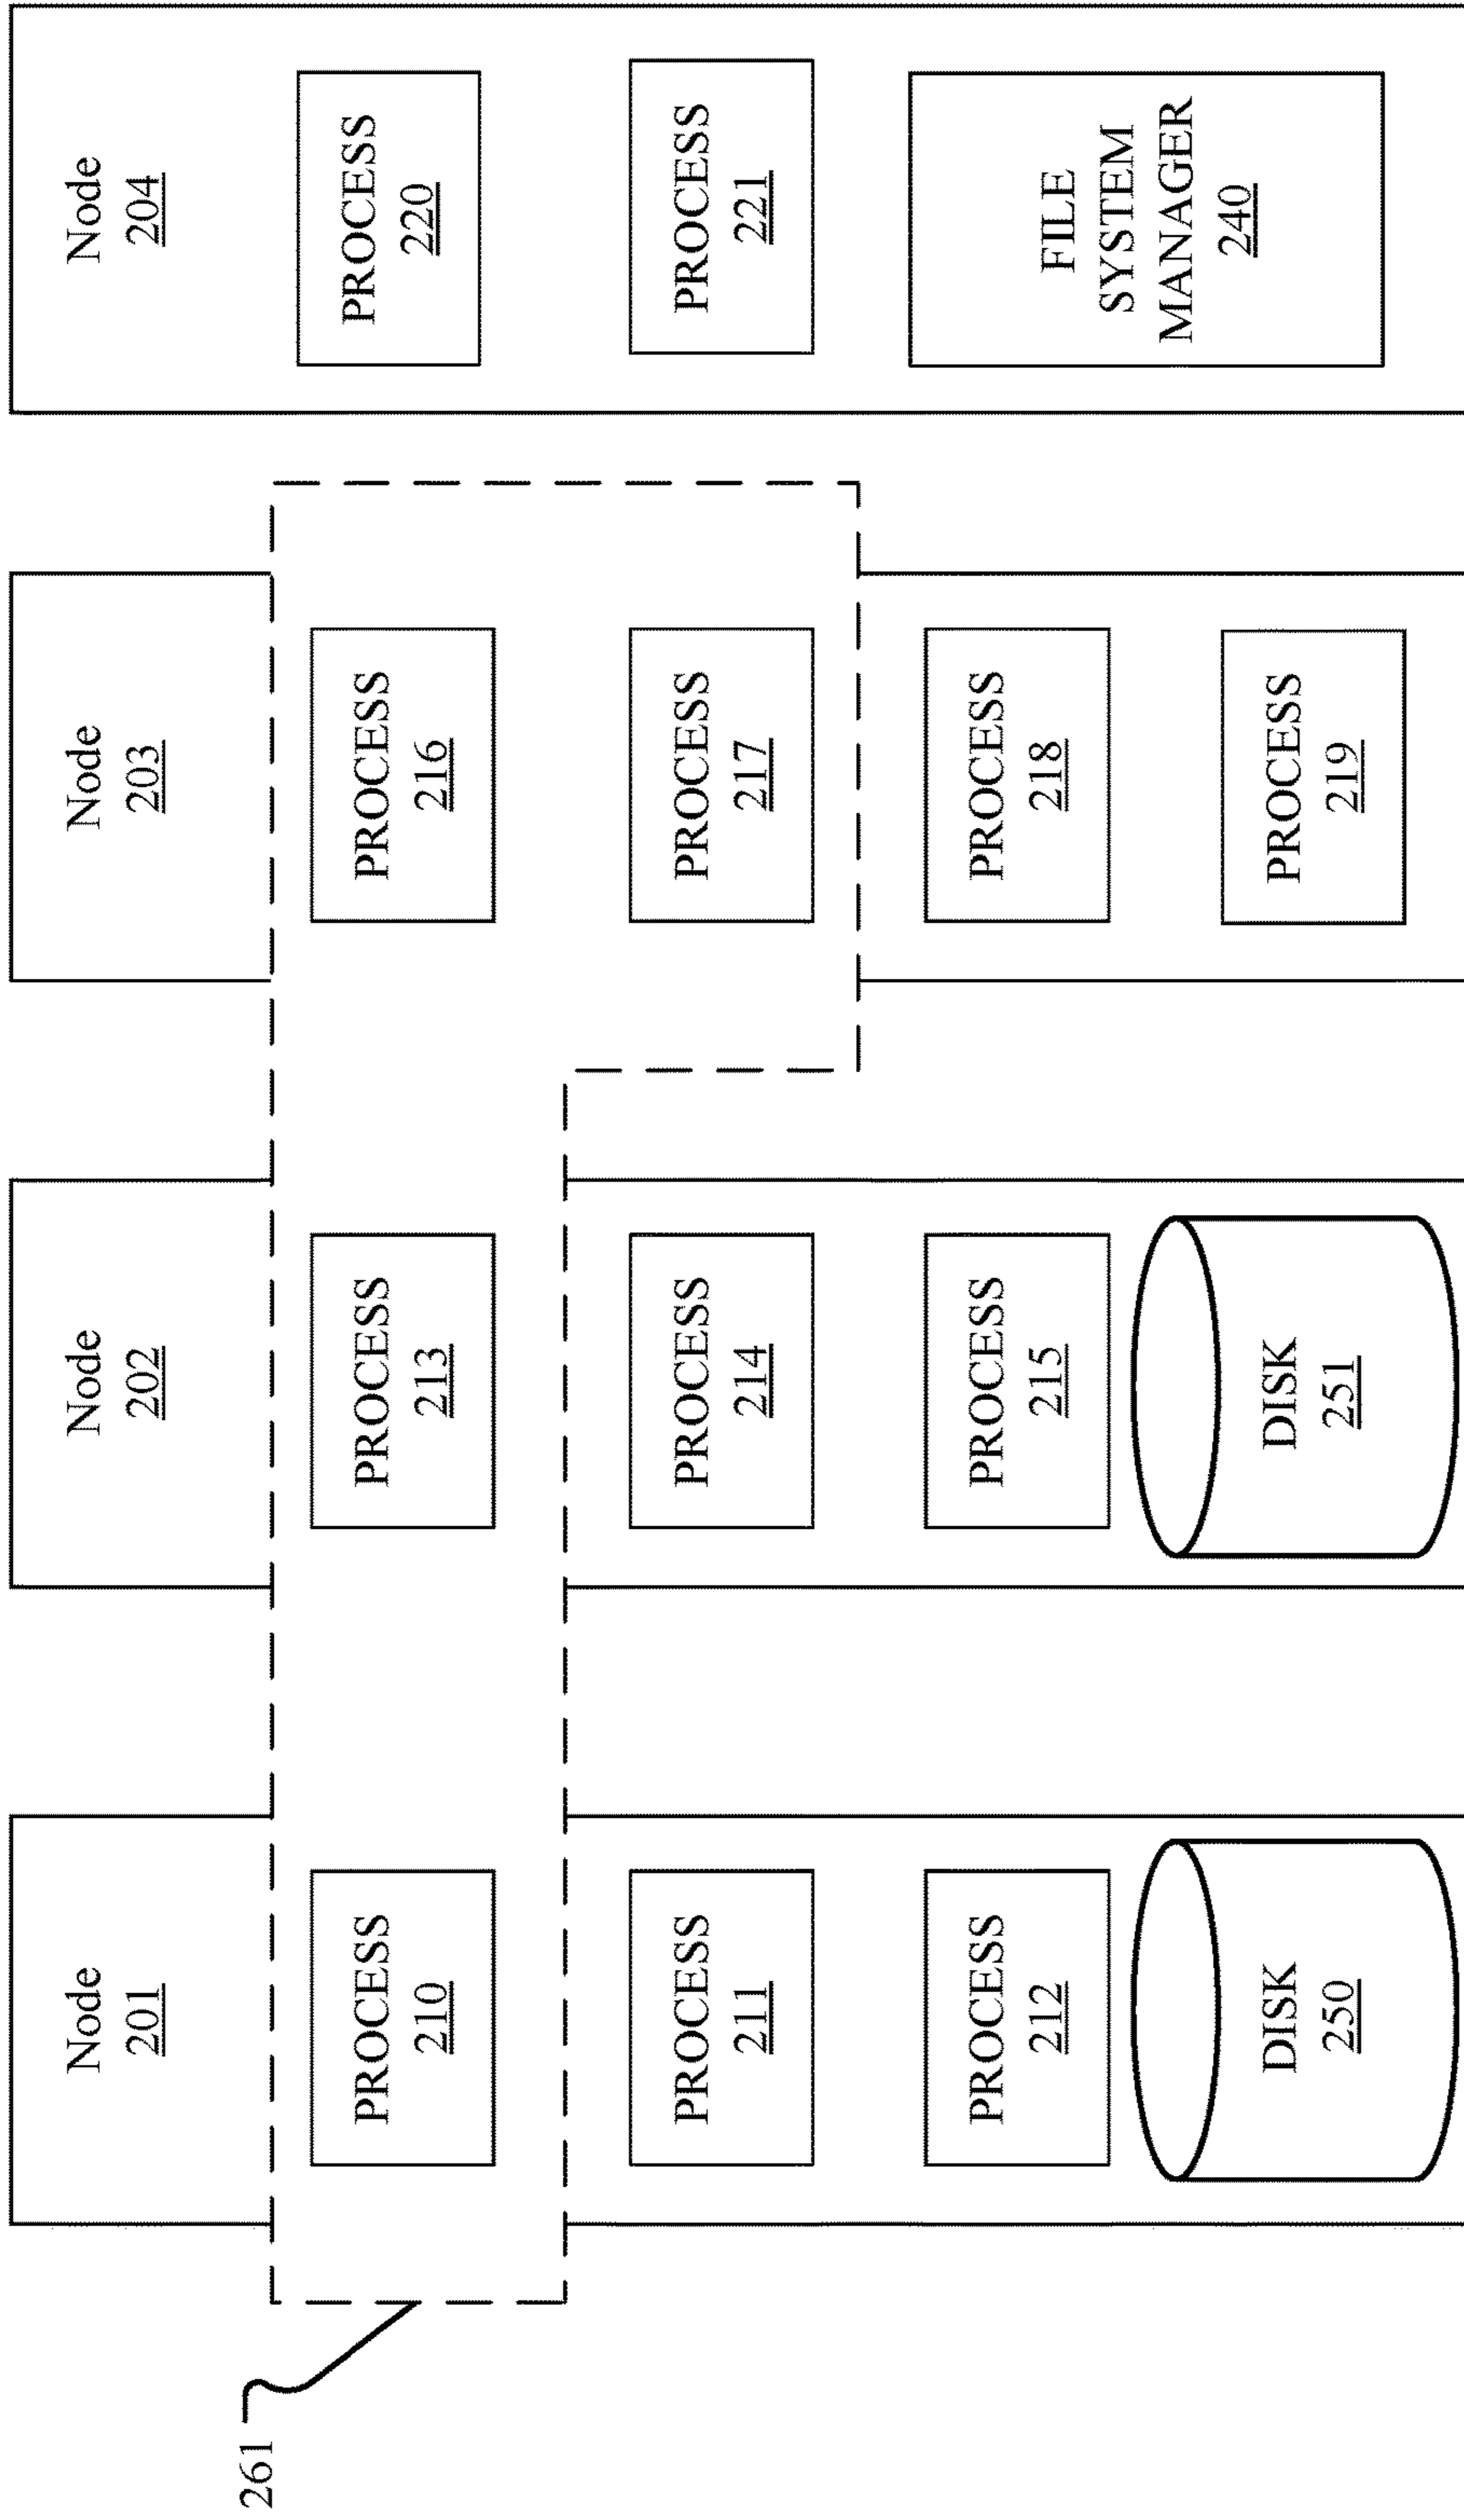 261
Node
201
PROCESS
210
PROCESS
211
PROCESS
212
DISK
250
Node
202
PROCESS
213
PROCESS
214
PROCESS
215
DISK
251
Node
203
PROCESS
216
PROCESS
217
PROCESS
218
PROCESS
219
Node
204
PROCESS
220
PROCESS
221
FILE
SYSTEM
MANAGER
240